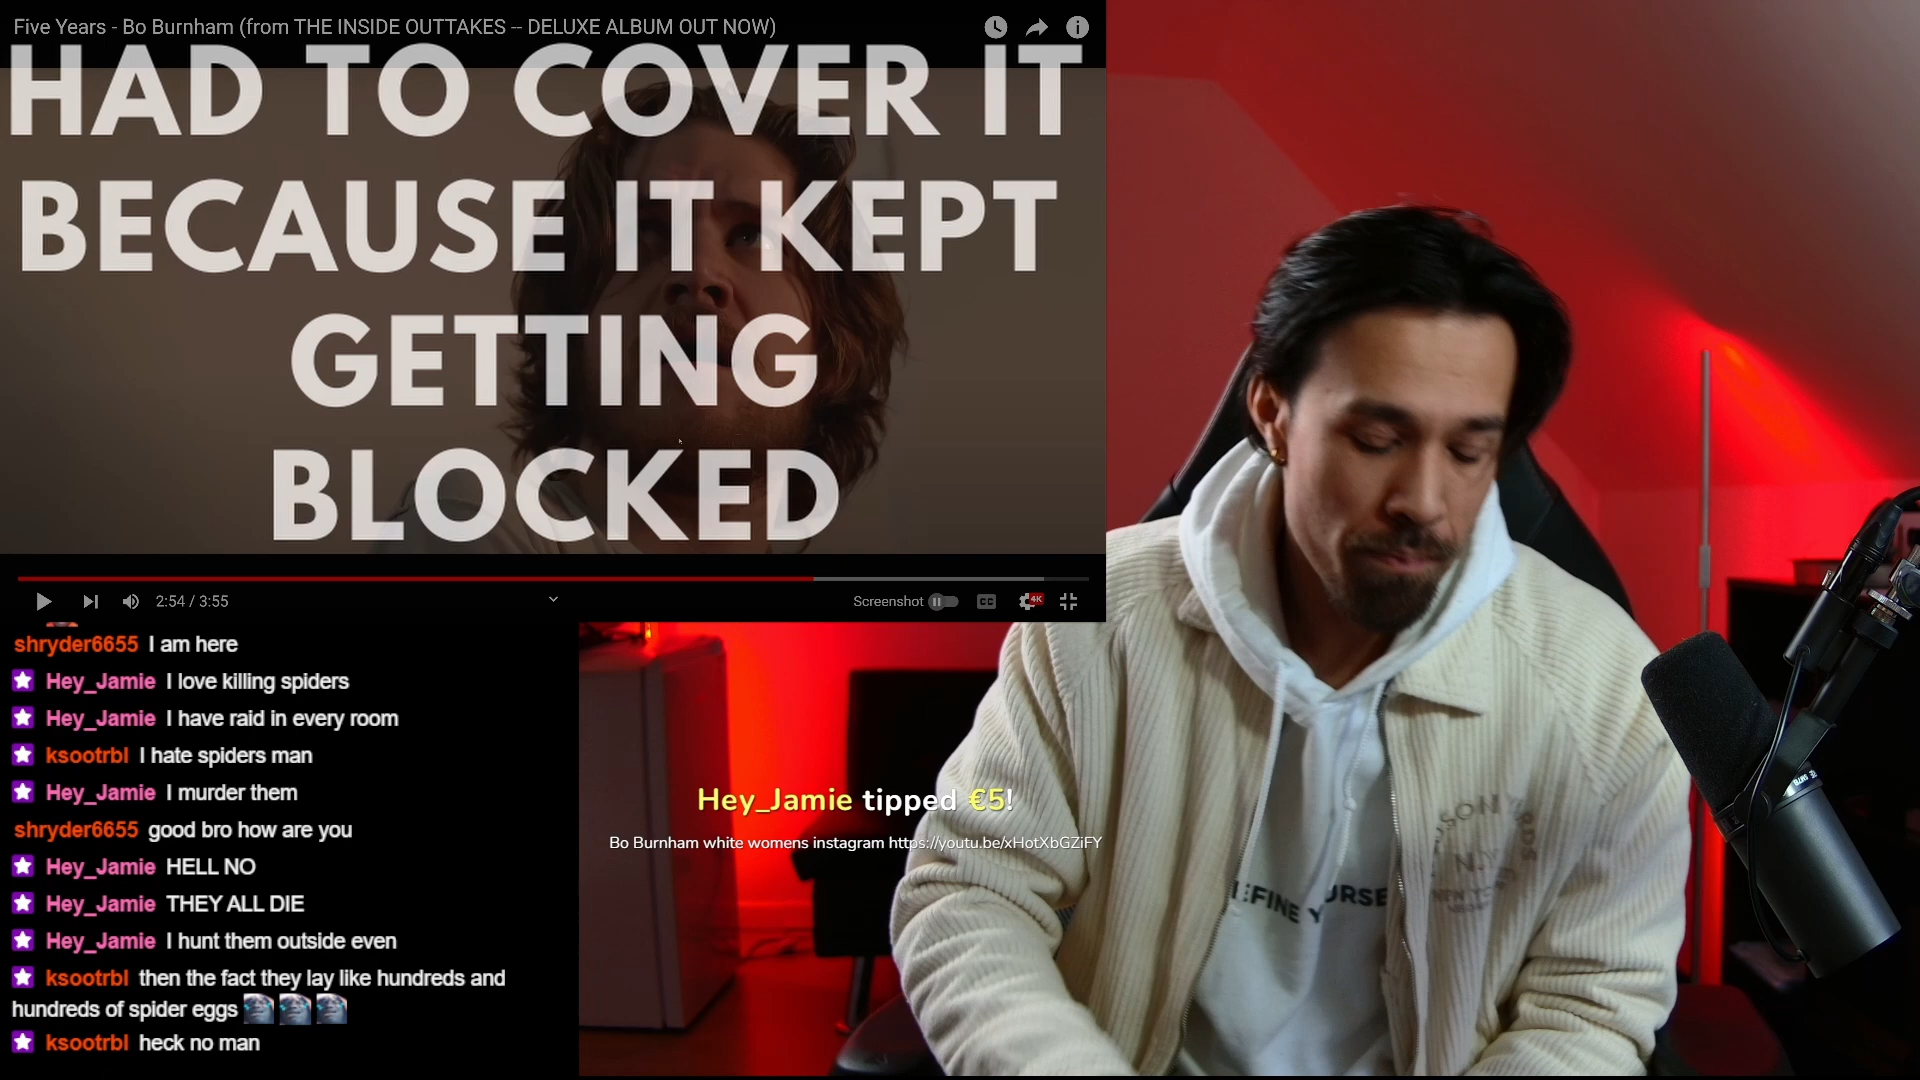 Five Years - Bo Burnham (from THE INSIDE OUTTAKES -- DELUXE ALBUM OUT NOW)
HAD TO COVER IT
BECAUSE IT KEPT
GETTING
BLOCKED
2:54 / 3:55
Screenshot
CC
4K
shryder6655 I am here
Hey_Jamie I love killing spiders
Hey_Jamie I have raid in every room
ksootrbl I hate spiders man
Hey_Jamie I murder them
shryder6655 good bro how are you
Hey_Jamie HELL NO
Hey_Jamie THEY ALL DIE
Hey_Jamie I hunt them outside even
ksootrbl then the fact they lay like hundreds and
hundreds of spider eggs
ksootrbl heck no man
Hey_Jamie tipped €5!
Bo Burnham white womens instagram https://youtu.be/xHotXbGZiFY